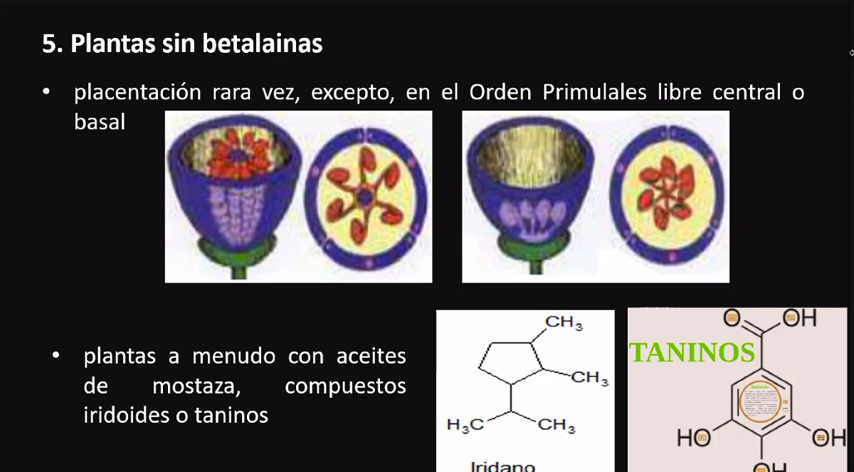 5. Plantas sin betalainas
• placentación rara vez, excepto, en el Orden Primulales libre central o
basal
• plantas a menudo con aceites
de mostaza, compuestos
iridoides o taninos
CH3
CH3
H3C
CH3
Iridano
TANINOS
O
OH
HO
OH
OH